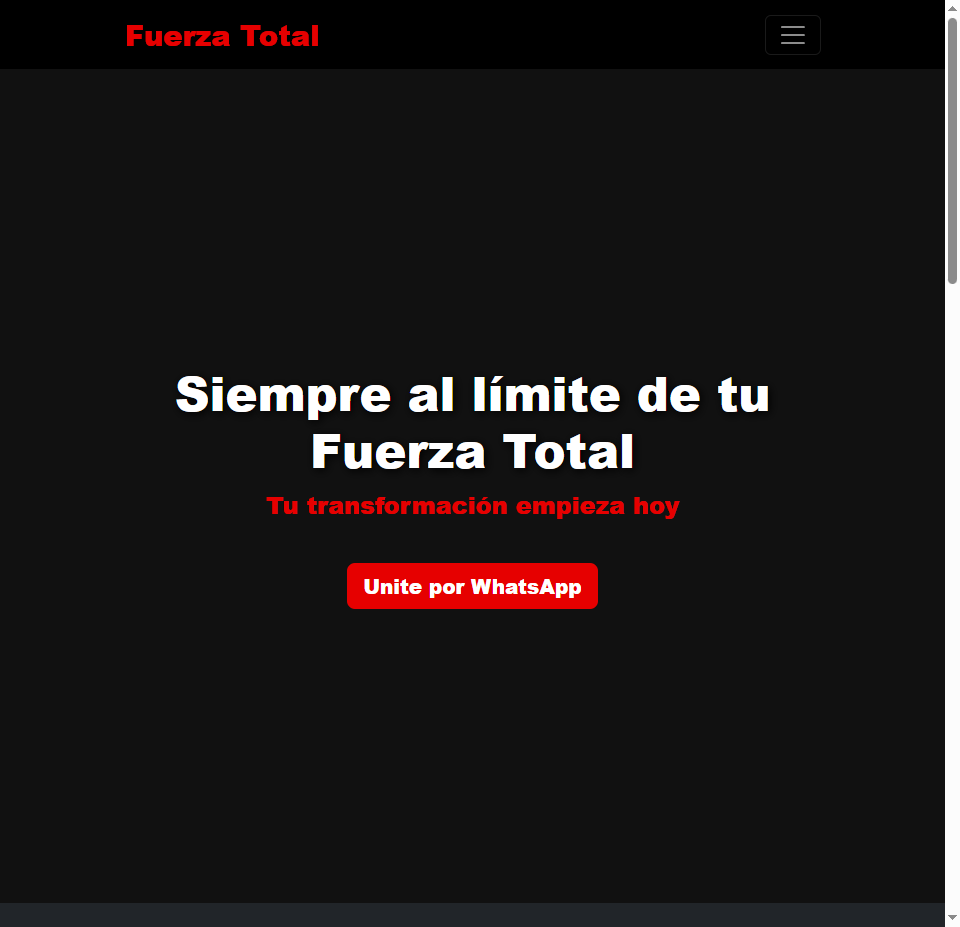 Fuerza Total
Siempre al límite de tu
Fuerza Total
Tu transformación empieza hoy
Unite por WhatsApp